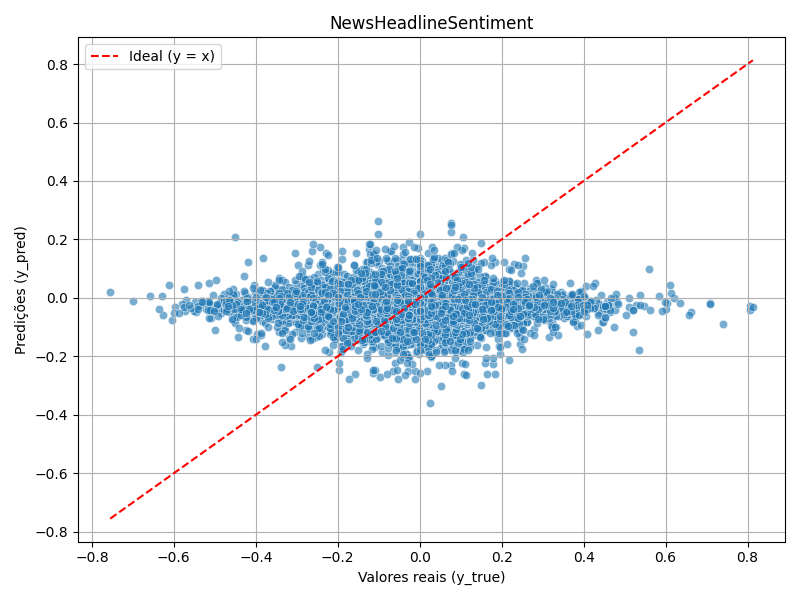 NewsHeadlineSentiment
Ideal (y = x)
0.8
0.6
0.4
0.2
0.0
−0.2
−0.4
−0.6
−0.8
Predições (y_pred)
−0.8 −0.6 −0.4 −0.2 0.0 0.2 0.4 0.6 0.8
Valores reais (y_true)